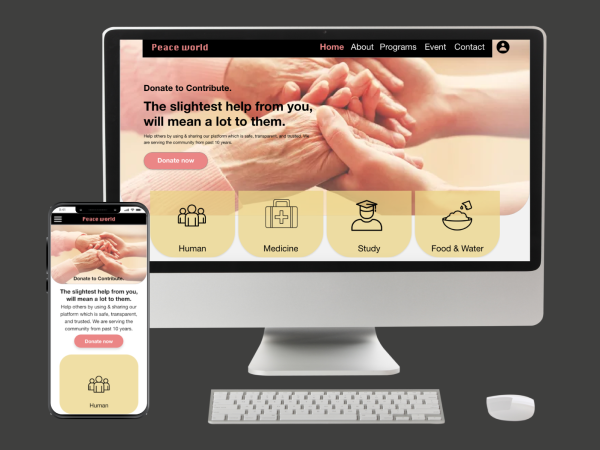 Peace world
Home About Programs Event Contact
Donate to Contribute.
The slightest help from you,
will mean a lot to them.
Help others by using & sharing our platform which is safe, transparent, and trusted. We
are serving the community from past 10 years.
Donate now
Human
Medicine
Study
Food & Water
Peace world
Donate to Contribute.
The slightest help from you,
will mean a lot to them.
Help others by using & sharing our
platform which is safe, transparent,
and trusted. We are serving the
community from past 10 years.
Donate now
Human